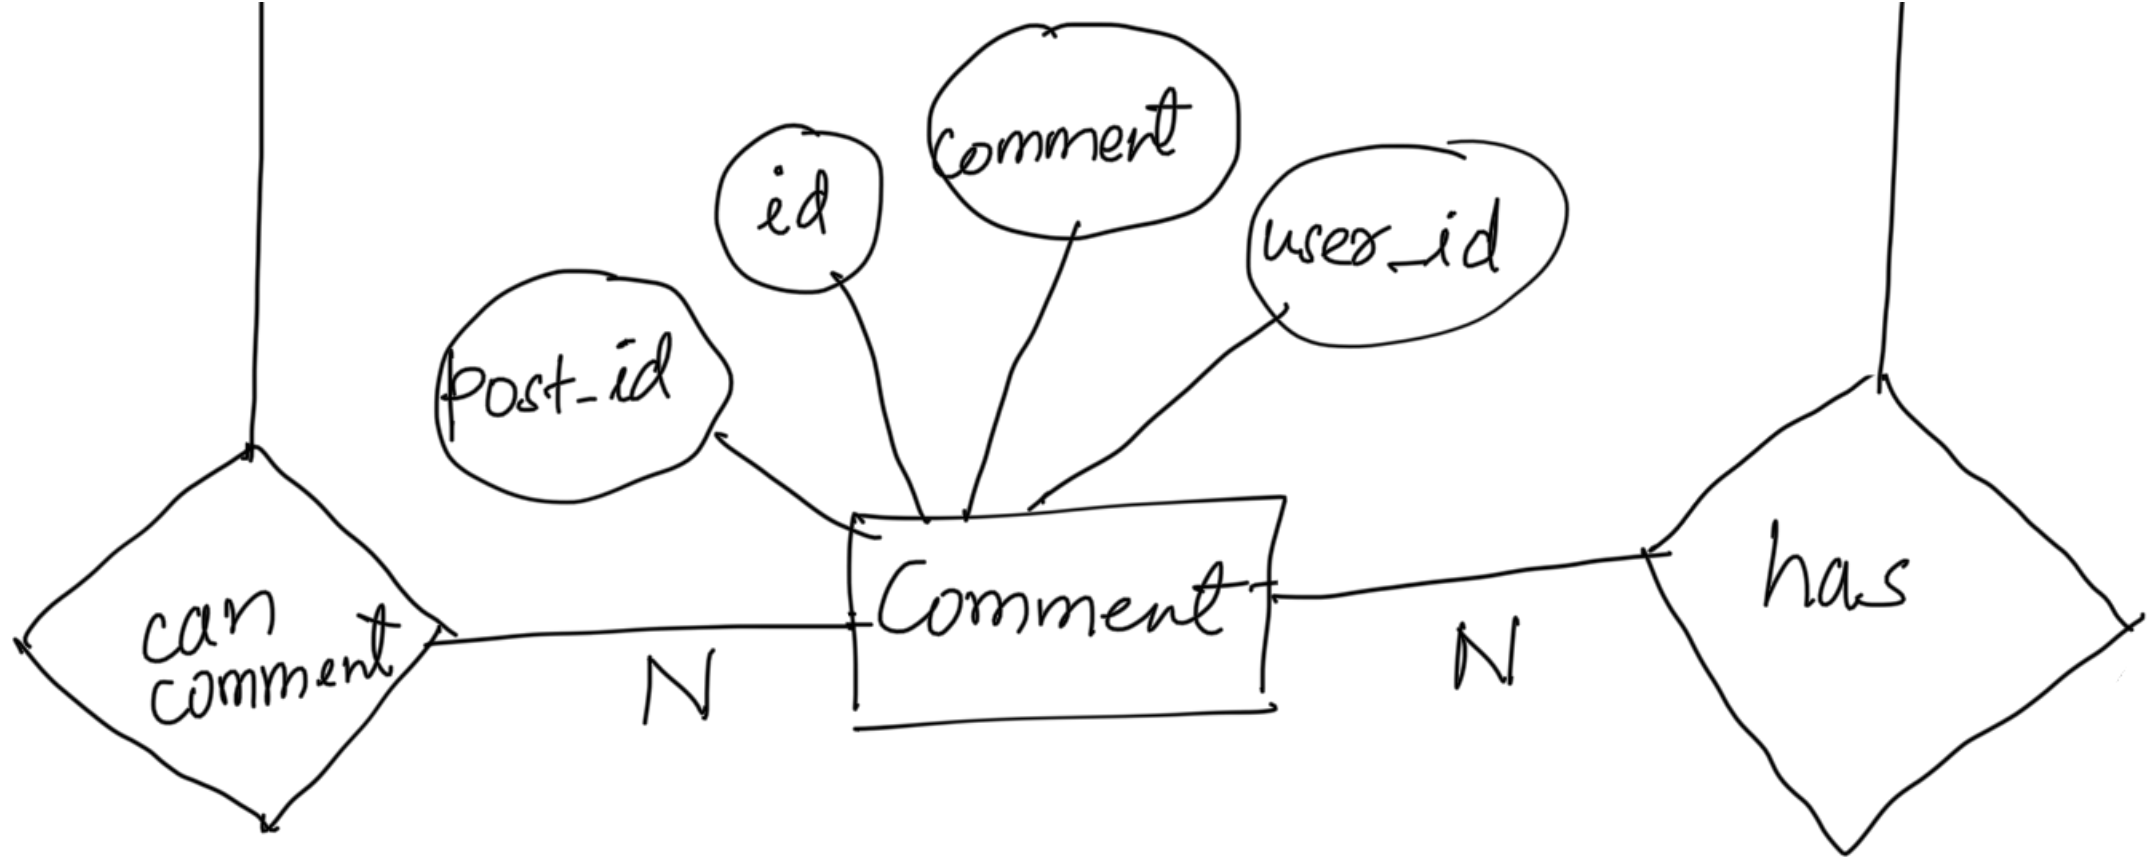 comment
id
user_id
post_id
can
comment
Comment
has
N
N